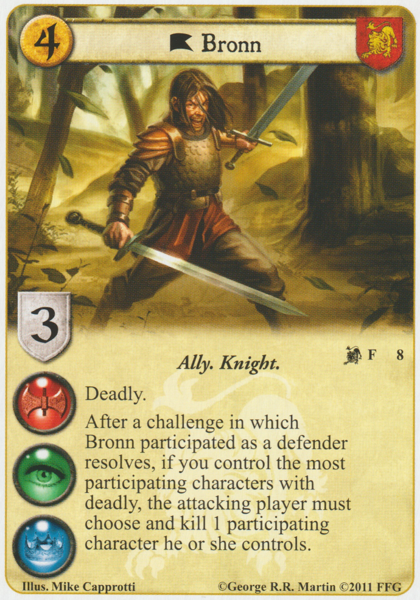 4
Bronn
3
Ally. Knight.
F 8
Deadly.
After a challenge in which
Bronn participated as a defender
resolves, if you control the most
participating characters with
deadly, the attacking player must
choose and kill 1 participating
character he or she controls.
Illus. Mike Capprotti ©George R.R. Martin ©2011 FFG